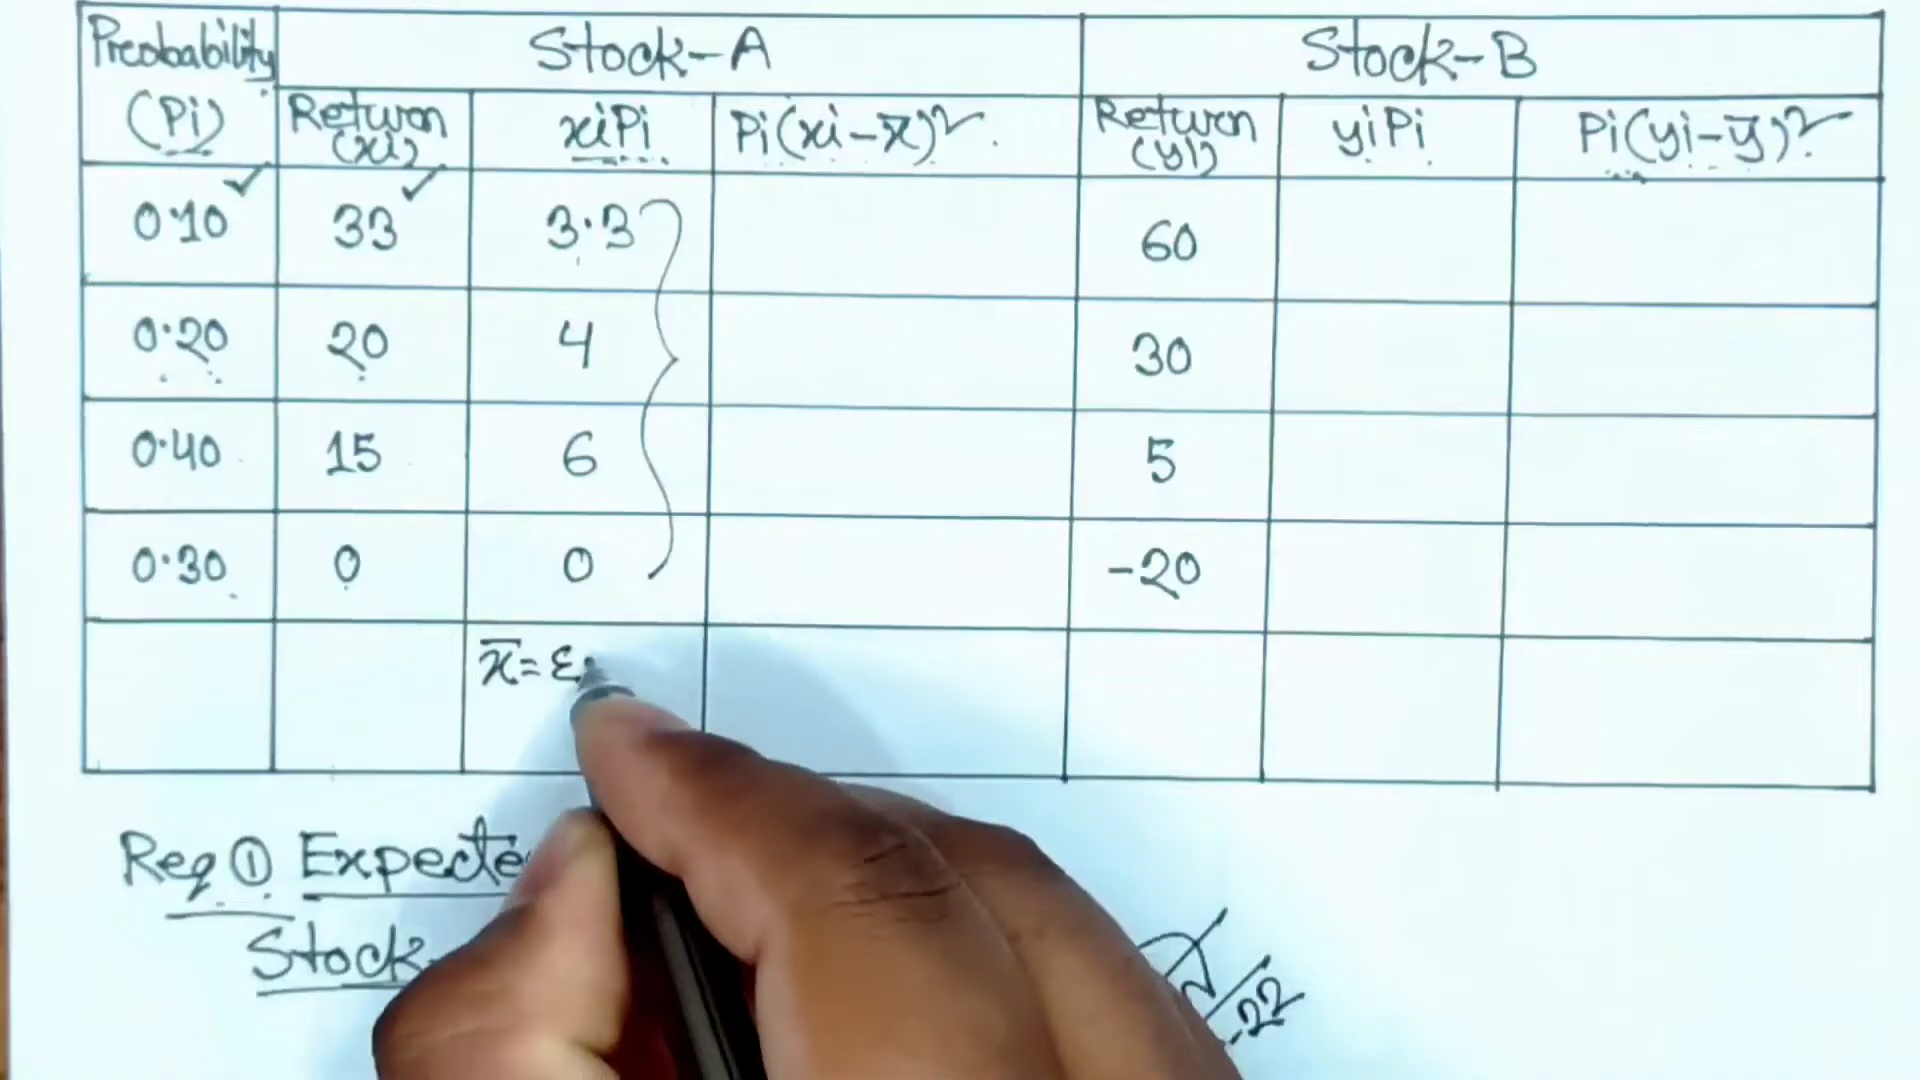 Probability Stock-A Stock-B
(Pi) Return (xi) xiPi Pi(xi-x̄)² Return (yi) yiPi Pi(yi-ȳ)²
0.10 33 3.3 60
0.20 20 4 30
0.40 15 6 5
0.30 0 0 -20
x̄=Σ
Req ① Expecte
Stock-
-22